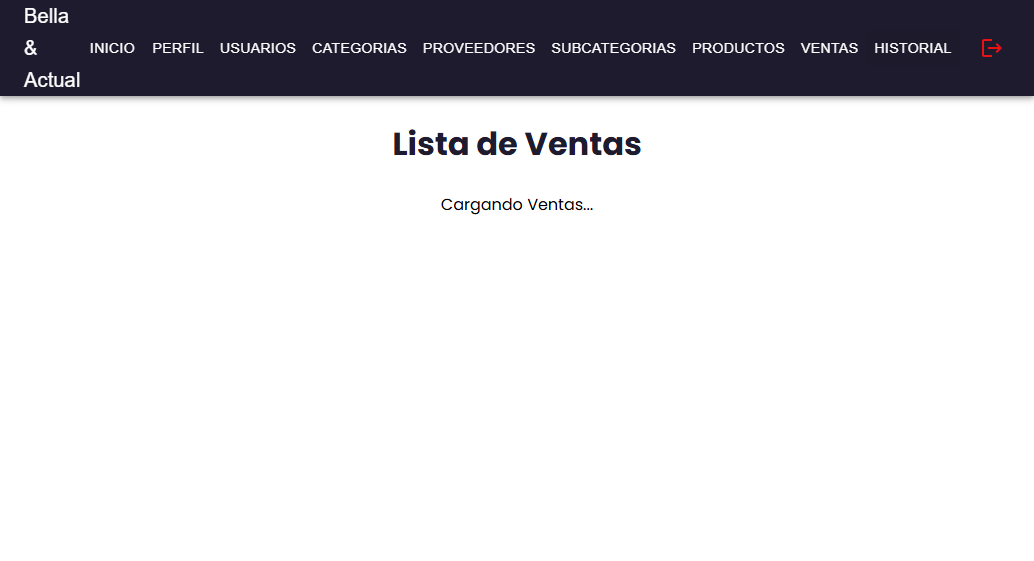 Bella
&
Actual
INICIO PERFIL USUARIOS CATEGORIAS PROVEEDORES SUBCATEGORIAS PRODUCTOS VENTAS HISTORIAL
Lista de Ventas
Cargando Ventas...